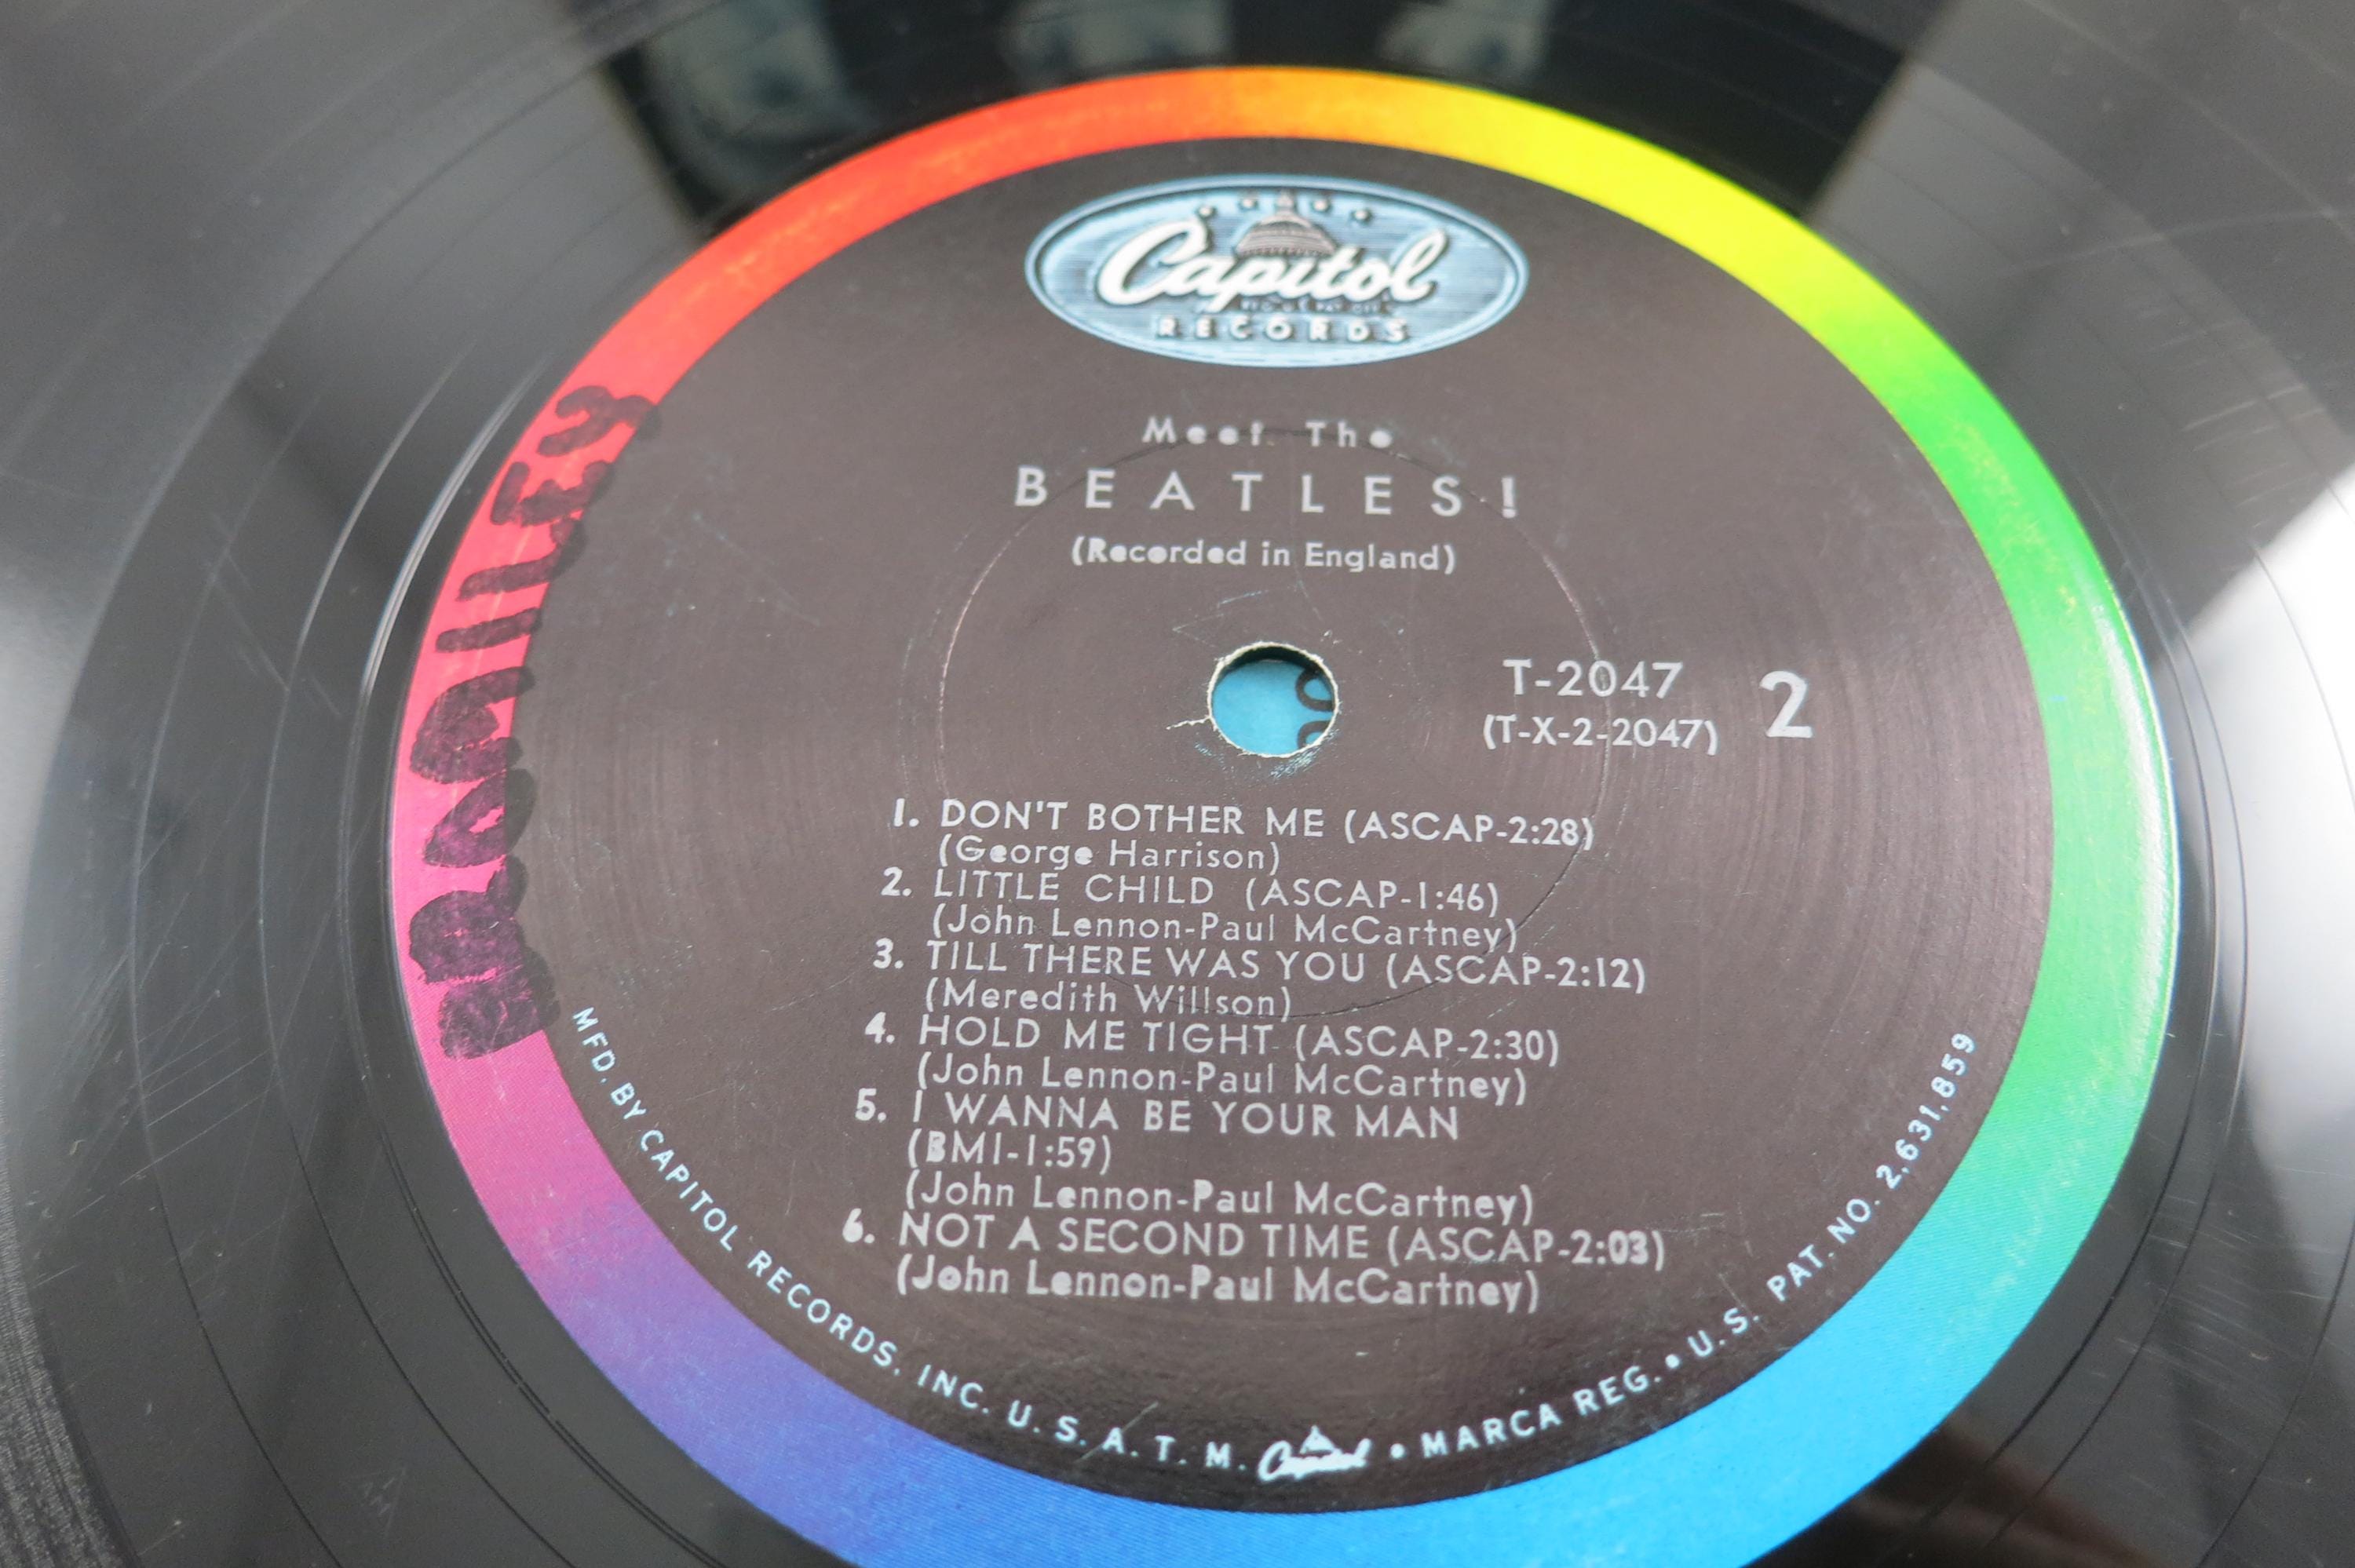 Capitol
RECORDS
Meet The
BEATLES!
(Recorded in England)
T-2047
(T-X-2-2047)
2
1. DON'T BOTHER ME (ASCAP-2:28)
(George Harrison)
2. LITTLE CHILD (ASCAP-1:46)
(John Lennon-Paul McCartney)
3. TILL THERE WAS YOU (ASCAP-2:12)
(Meredith Willson)
4. HOLD ME TIGHT (ASCAP-2:30)
(John Lennon-Paul McCartney)
5. I WANNA BE YOUR MAN
(BMI-1:59)
(John Lennon-Paul McCartney)
6. NOT A SECOND TIME (ASCAP-2:03)
(John Lennon-Paul McCartney)
MFD. BY CAPITOL RECORDS, INC. U.S.A. T.M. Capitol • MARCA REG. • U.S. PAT. NO. 2,631,859